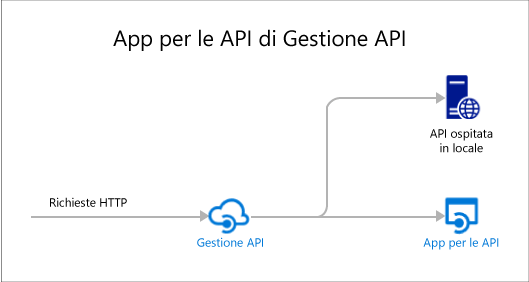 App per le API di Gestione API
API ospitata
in locale
Richieste HTTP
Gestione API
App per le API